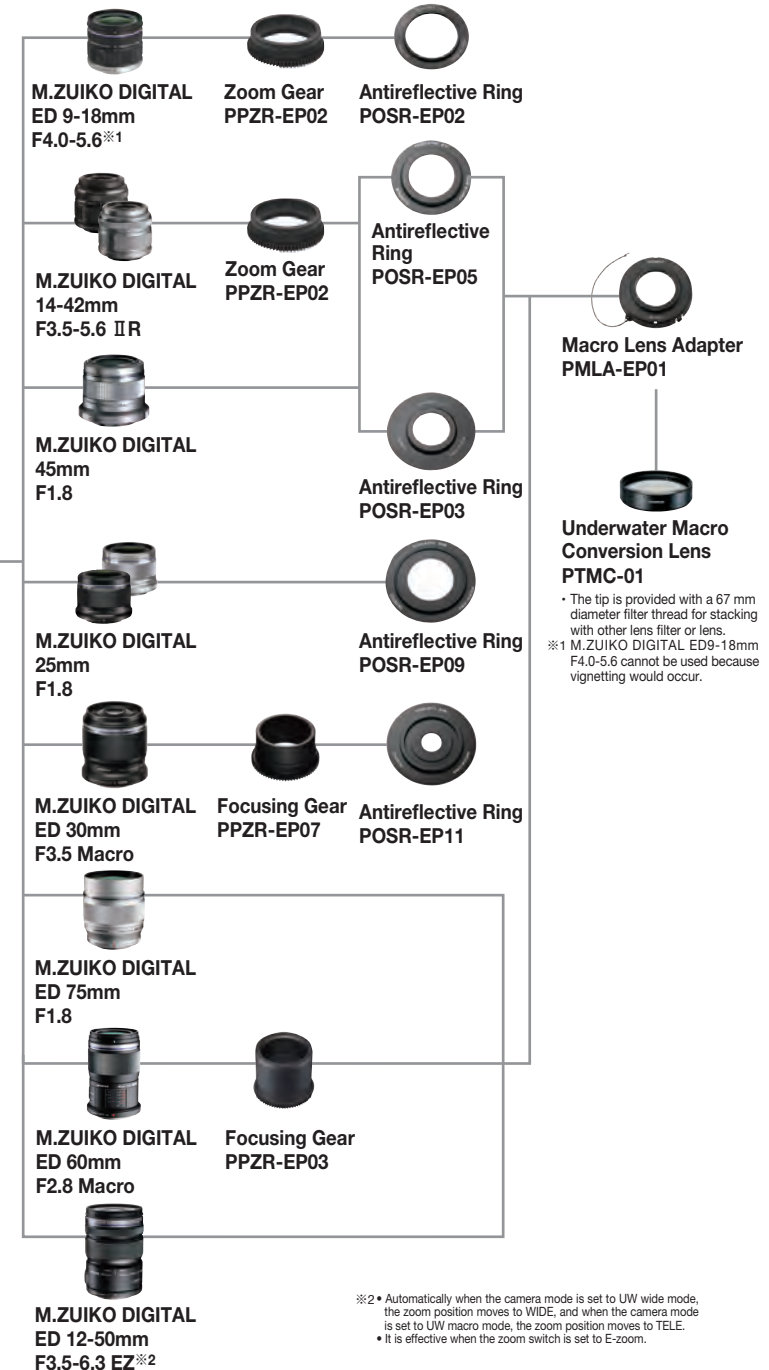 M.ZUIKO DIGITAL
ED 9-18mm
F4.0-5.6※1
Zoom Gear
PPZR-EP02
Antireflective Ring
POSR-EP02
M.ZUIKO DIGITAL
14-42mm
F3.5-5.6 ⅡR
Zoom Gear
PPZR-EP02
Antireflective
Ring
POSR-EP05
M.ZUIKO DIGITAL
45mm
F1.8
Antireflective Ring
POSR-EP03
Macro Lens Adapter
PMLA-EP01
Underwater Macro
Conversion Lens
PTMC-01
・The tip is provided with a 67 mm
diameter filter thread for stacking
with other lens filter or lens.
※1 M.ZUIKO DIGITAL ED9-18mm
F4.0-5.6 cannot be used because
vignetting would occur.
M.ZUIKO DIGITAL
25mm
F1.8
Antireflective Ring
POSR-EP09
M.ZUIKO DIGITAL
ED 30mm
F3.5 Macro
Focusing Gear
PPZR-EP07
Antireflective Ring
POSR-EP11
M.ZUIKO DIGITAL
ED 75mm
F1.8
M.ZUIKO DIGITAL
ED 60mm
F2.8 Macro
Focusing Gear
PPZR-EP03
M.ZUIKO DIGITAL
ED 12-50mm
F3.5-6.3 EZ※2
※2 • Automatically when the camera mode is set to UW wide mode,
the zoom position moves to WIDE, and when the camera mode
is set to UW macro mode, the zoom position moves to TELE.
• It is effective when the zoom switch is set to E-zoom.